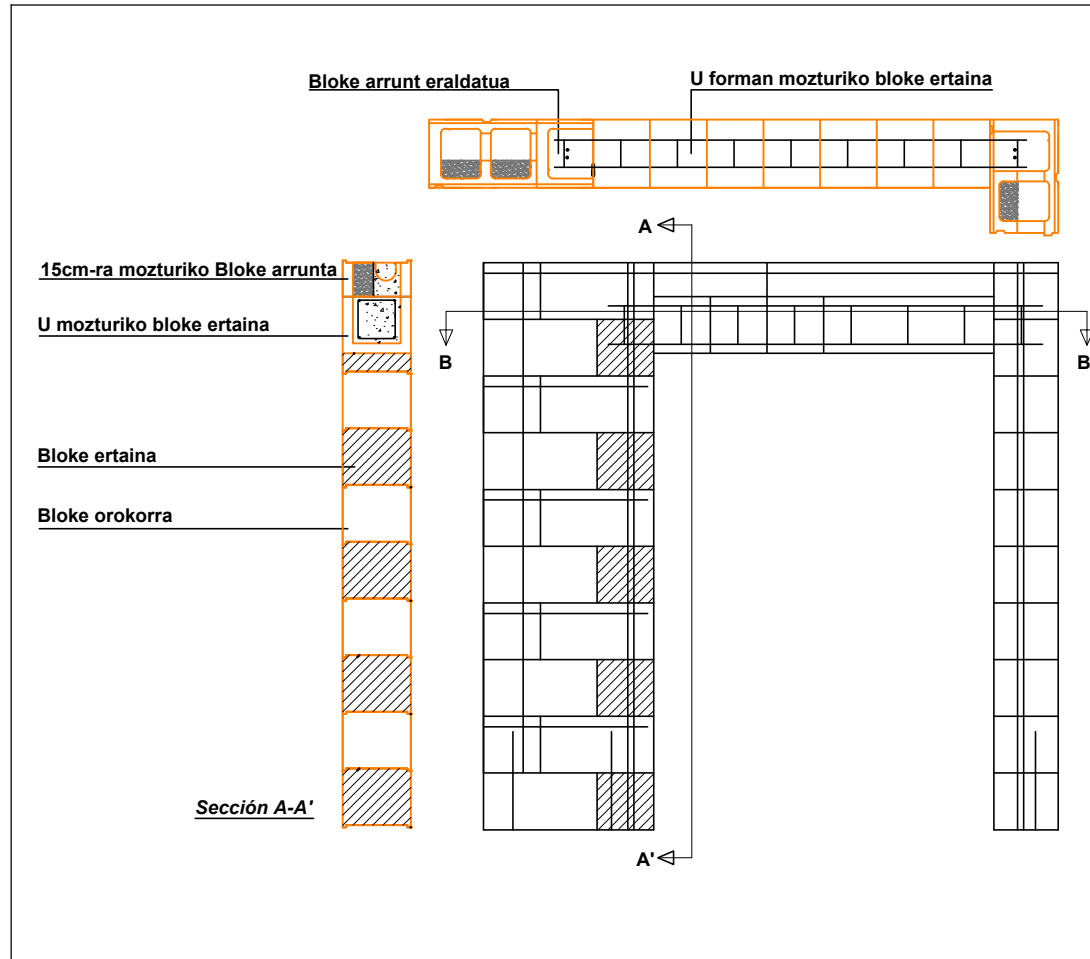 Bloke arrunt eraldatua
U forman mozturiko bloke ertaina
A
15cm-ra mozturiko Bloke arrunta
U mozturiko bloke ertaina
B
B
Bloke ertaina
Bloke orokorra
Sección A-A'
A'